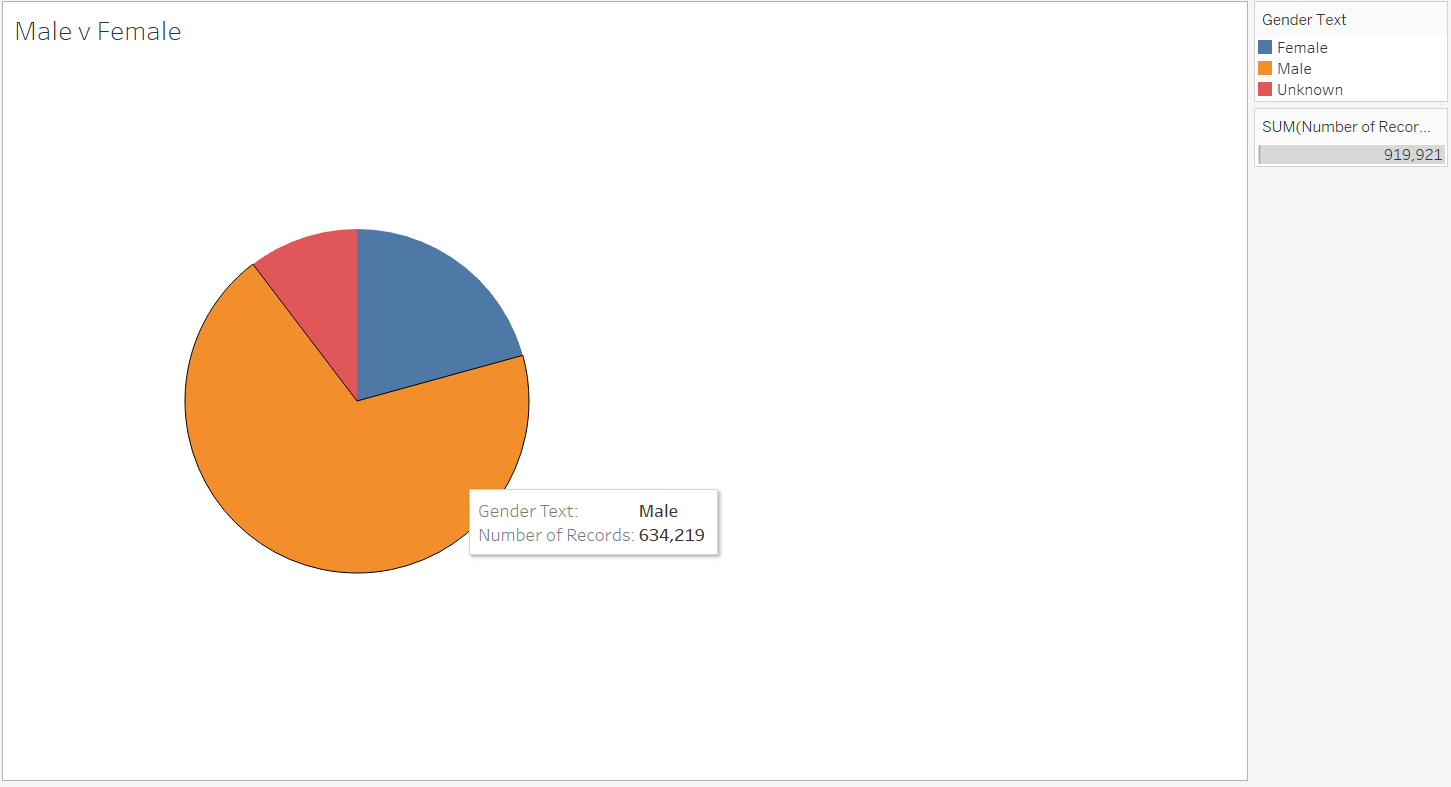 Male v Female
Gender Text
Female
Male
Unknown
SUM(Number of Recor...
919,921
Gender Text: Male
Number of Records: 634,219